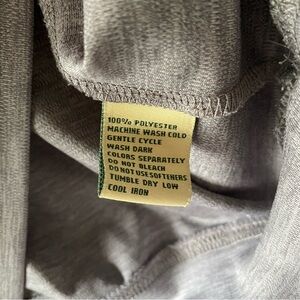 100% POLYESTER
MACHINE WASH COLD
GENTLE CYCLE
WASH DARK
COLORS SEPARATELY
DO NOT BLEACH
DO NOT USE SOFTENERS
TUMBLE DRY LOW
COOL IRON